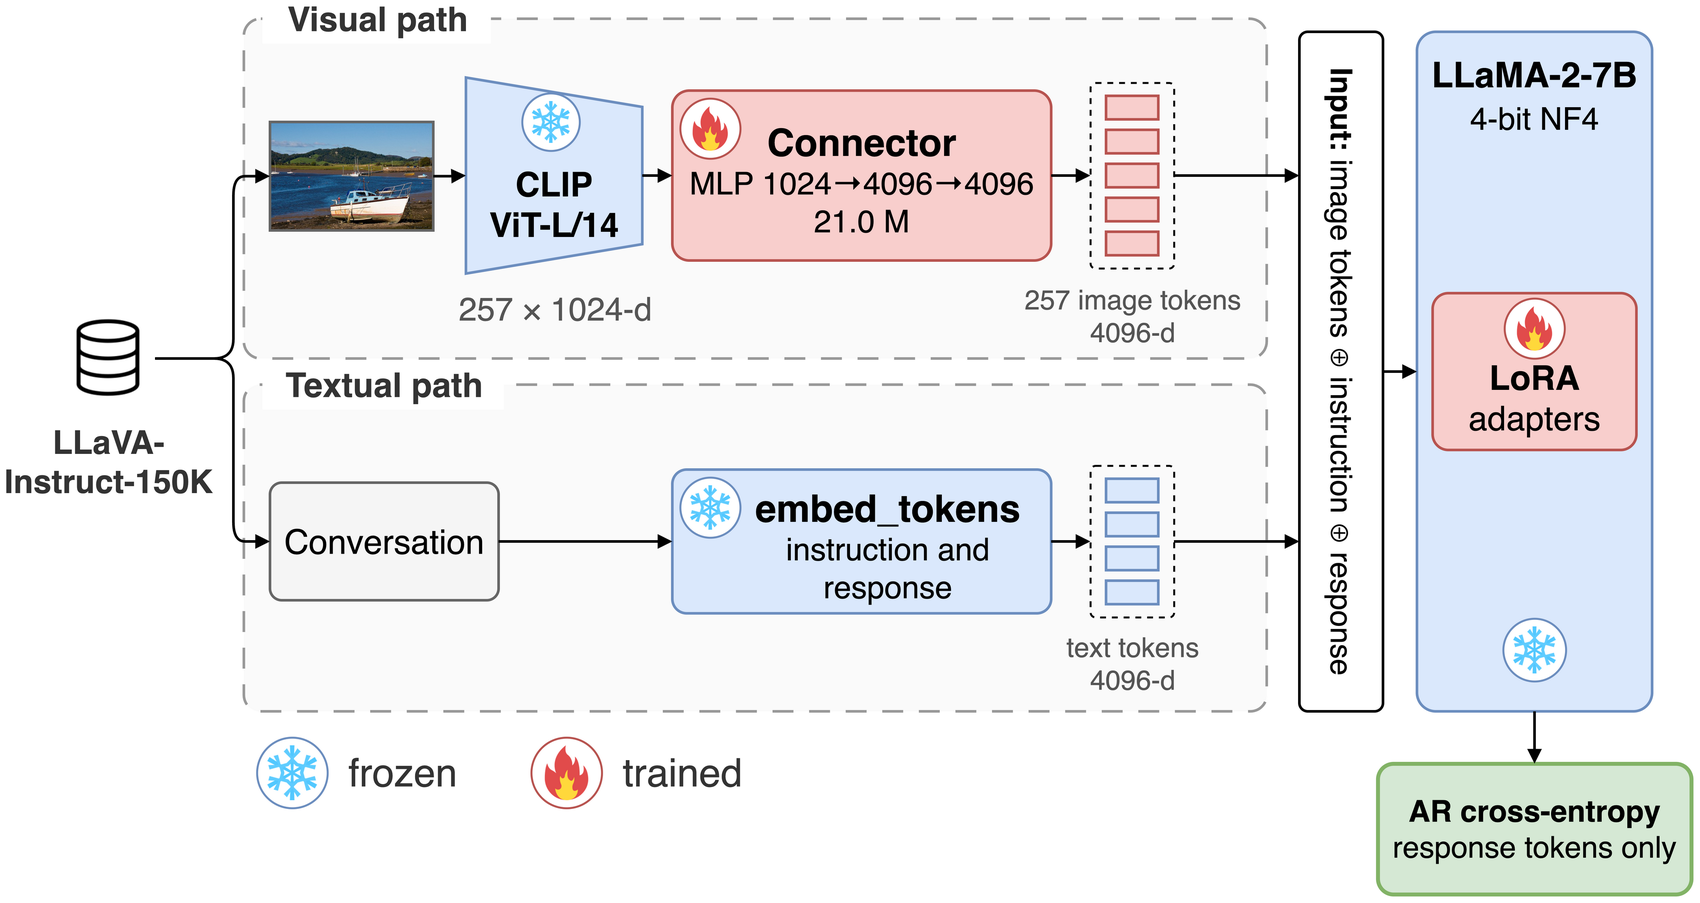 Visual path
CLIP
ViT-L/14
257 × 1024-d
Connector
MLP 1024→4096→4096
21.0 M
257 image tokens
4096-d
LLaVA-
Instruct-150K
Textual path
Conversation
embed_tokens
instruction and
response
text tokens
4096-d
Input: image tokens ⊕ instruction ⊕ response
LLaMA-2-7B
4-bit NF4
LoRA
adapters
AR cross-entropy
response tokens only
frozen
trained